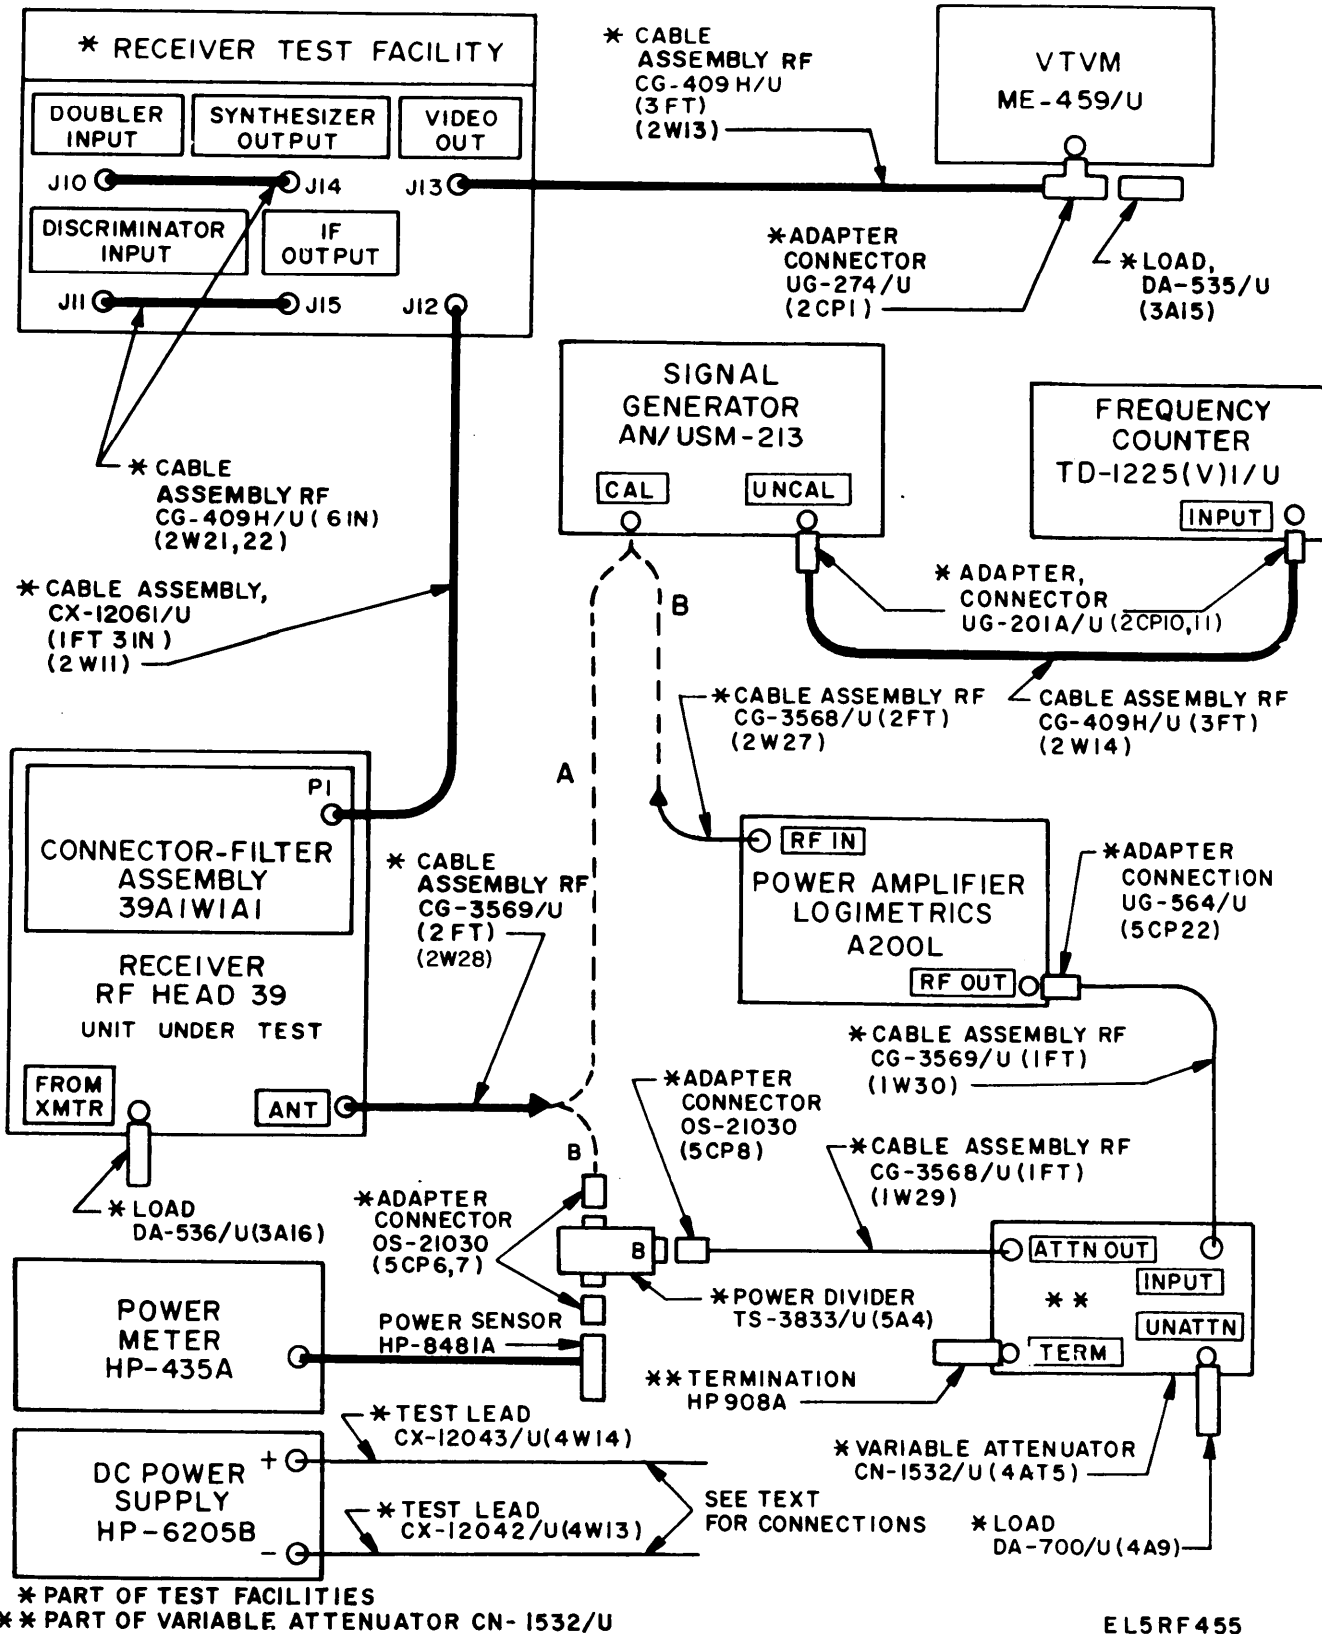 * RECEIVER TEST FACILITY
DOUBLER
INPUT
SYNTHESIZER
OUTPUT
VIDEO
OUT
J10
J14
J13
DISCRIMINATOR
INPUT
IF
OUTPUT
J11
J15
J12
* CABLE
ASSEMBLY RF
CG-409H/U
(3FT)
(2W13)
VTVM
ME-459/U
* ADAPTER
CONNECTOR
UG-274/U
(2CP1)
* LOAD,
DA-535/U
(3A15)
* CABLE
ASSEMBLY RF
CG-409H/U(6IN)
(2W21,22)
SIGNAL
GENERATOR
AN/USM-213
CAL
UNCAL
FREQUENCY
COUNTER
TD-1225(V)1/U
INPUT
* CABLE ASSEMBLY,
CX-12061/U
(1FT 3IN)
(2W11)
* ADAPTER,
CONNECTOR
UG-201A/U(2CP10,11)
B
A
* CABLE ASSEMBLY RF
CG-3568/U(2FT)
(2W27)
CABLE ASSEMBLY RF
CG-409H/U(3FT)
(2W14)
P1
CONNECTOR-FILTER
ASSEMBLY
39A1W1A1
RECEIVER
RF HEAD 39
UNIT UNDER TEST
FROM
XMTR
ANT
* CABLE
ASSEMBLY RF
CG-3569/U
(2FT)
(2W28)
RF IN
POWER AMPLIFIER
LOGIMETRICS
A200L
RF OUT
* ADAPTER
CONNECTION
UG-564/U
(5CP22)
* CABLE ASSEMBLY RF
CG-3569/U(1FT)
(1W30)
* ADAPTER
CONNECTOR
OS-21030
(5CP8)
* CABLE ASSEMBLY RF
CG-3568/U(1FT)
(1W29)
B
* LOAD
DA-536/U(3A16)
* ADAPTER
CONNECTOR
OS-21030
(5CP6,7)
B
* POWER DIVIDER
TS-3833/U(5A4)
ATTN OUT
INPUT
* *
UNATTN
TERM
POWER
METER
HP-435A
POWER SENSOR
HP-8481A
** TERMINATION
HP908A
* TEST LEAD
CX-12043/U(4W14)
* VARIABLE ATTENUATOR
CN-1532/U(4AT5)
DC POWER
SUPPLY
HP-6205B
+
-
* TEST LEAD
CX-12042/U(4W13)
SEE TEXT
FOR CONNECTIONS
* LOAD
DA-700/U(4A9)
* PART OF TEST FACILITIES
** PART OF VARIABLE ATTENUATOR CN-1532/U
EL5RF455